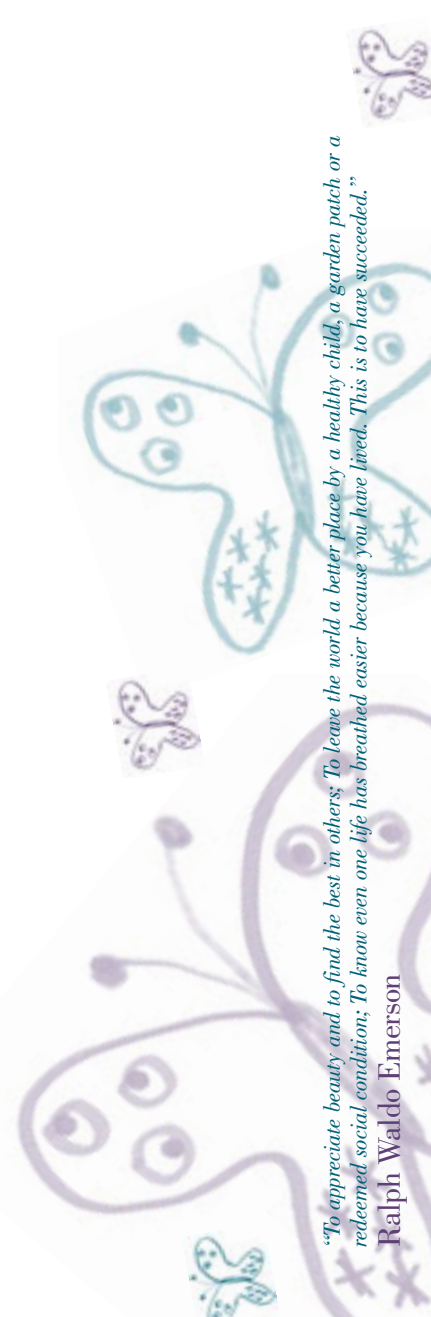 “To appreciate beauty and to find the best in others; To leave the world a better place by a healthy child, a garden patch or a
redeemed social condition; To know even one life has breathed easier because you have lived. This is to have succeeded.”
Ralph Waldo Emerson